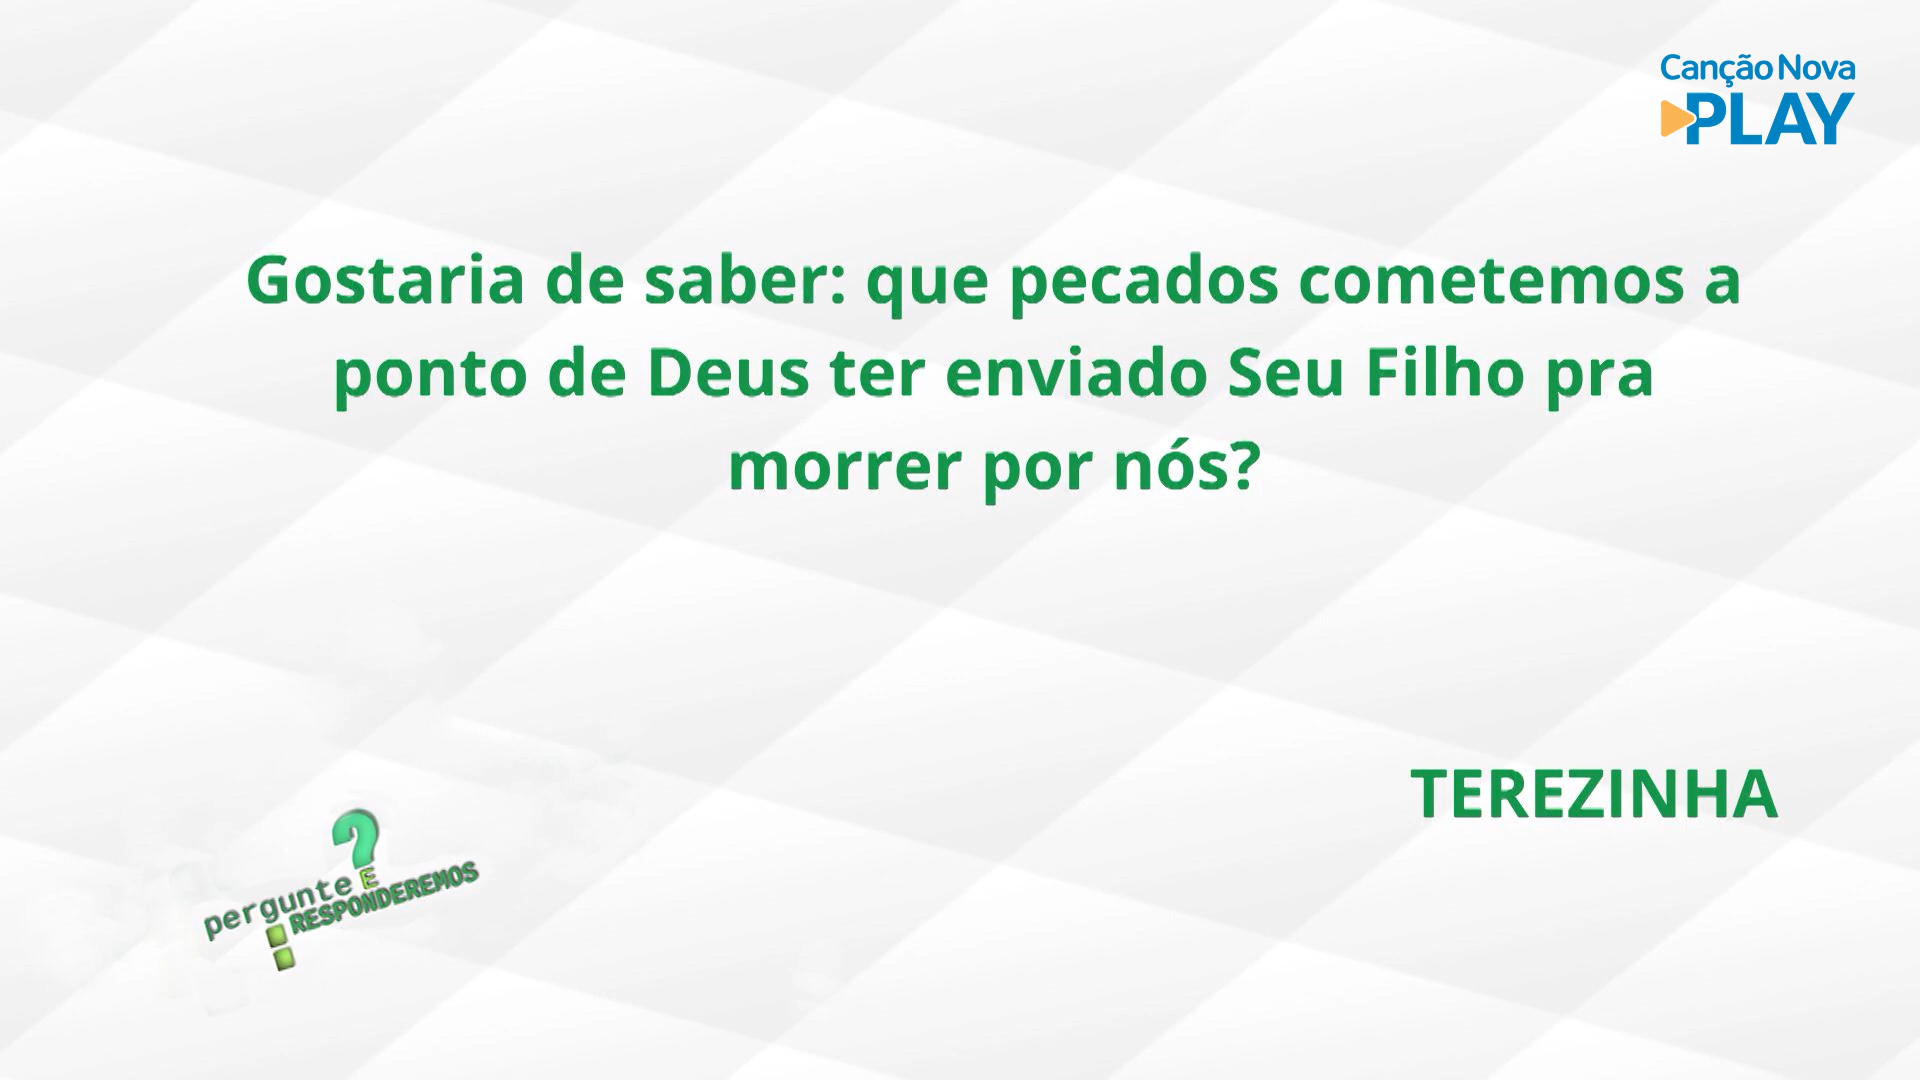 Canção Nova
PLAY
Gostaria de saber: que pecados cometemos a
ponto de Deus ter enviado Seu Filho pra
morrer por nós?
TEREZINHA
pergunte E
RESPONDEREMOS